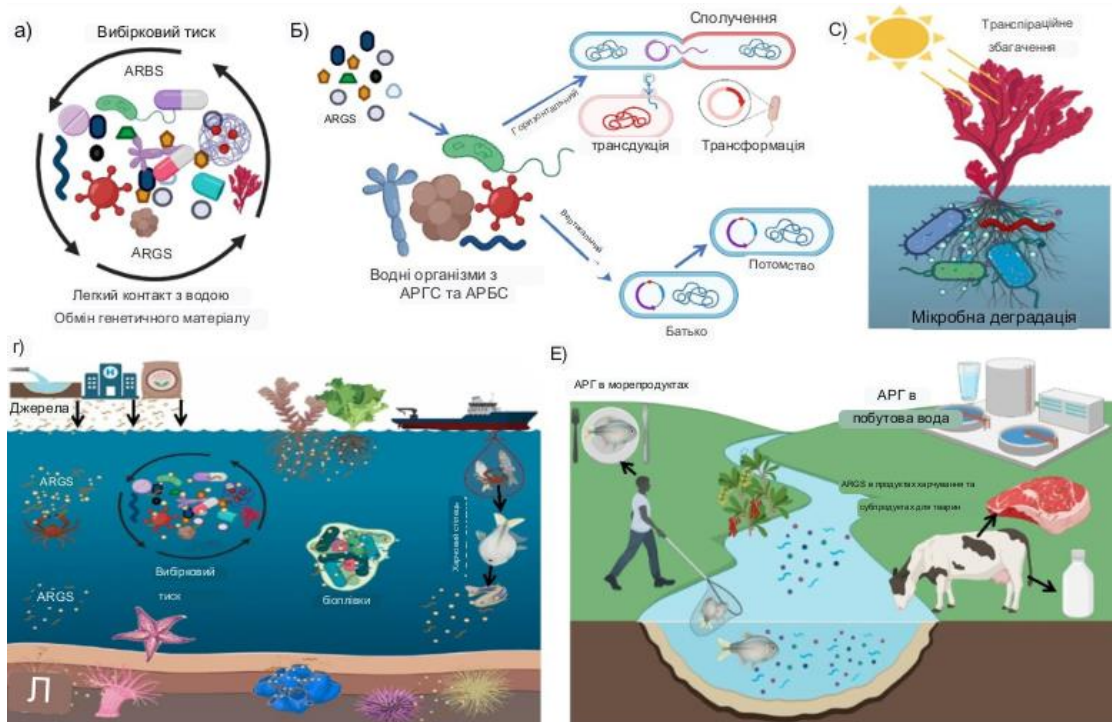 а)
Вибірковий тиск
ARBS
ARGS
Легкий контакт з водою
Обмін генетичного матеріалу
Б)
ARGS
Горизонтальний
Вертикальний
Водні організми з
АРГС та АРБС
Сполучення
трансдукція
Трансформація
Потомство
Батько
С)
Транспіраційне
збагачення
Мікробна деградація
г)
Джерела
H
ARGS
ARGS
Вибірковий
тиск
біоплівки
Харчовий
Л
Е)
АРГ в морепродуктах
АРГ в
побутова вода
ARGS в продуктах харчування та
субпродуктах для тварин